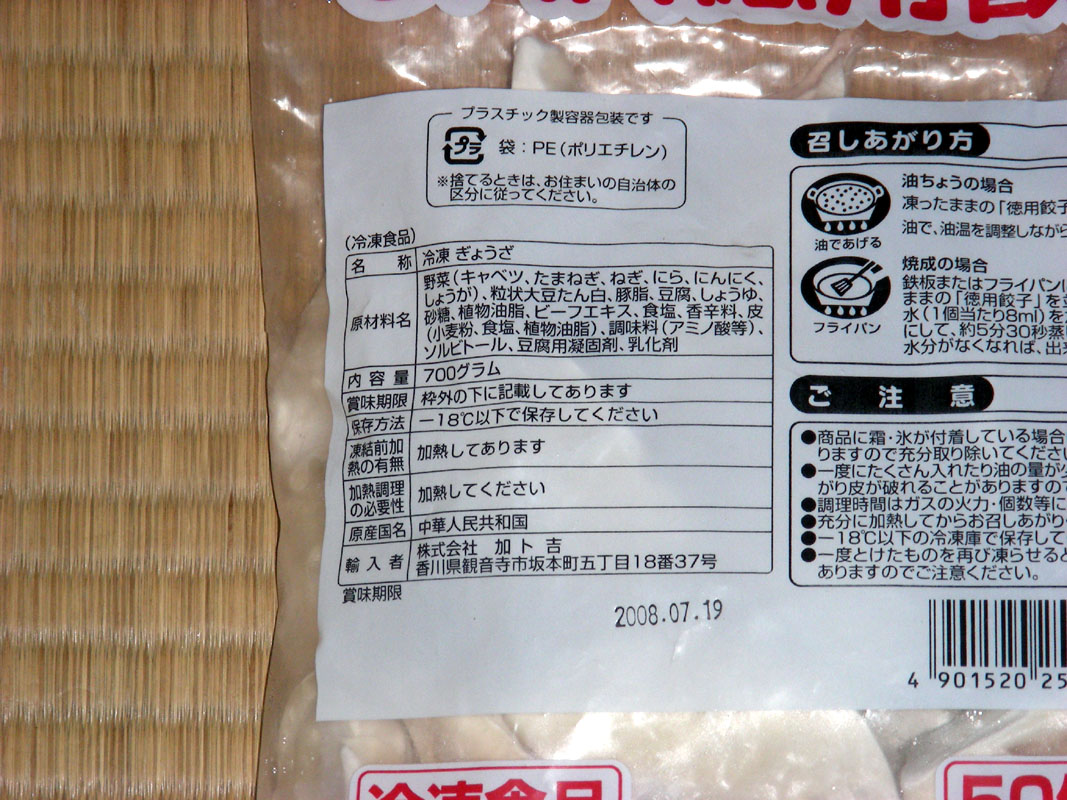 プラスチック製容器包装です
プラ 袋：PE(ポリエチレン)
※捨てるときは、お住まいの自治体の
区分に従ってください。
(冷凍食品)
名 称 冷凍 ぎょうざ
原材料名 野菜(キャベツ、たまねぎ、ねぎ、にら、にんにく、
しょうが)、粒状大豆たん白、豚脂、豆腐、しょうゆ、
砂糖、植物油脂、ビーフエキス、食塩、香辛料、皮
(小麦粉、食塩、植物油脂)、調味料(アミノ酸等)、
ソルビトール、豆腐用凝固剤、乳化剤
内容量 700グラム
賞味期限 枠外の下に記載してあります
保存方法 －18℃以下で保存してください
凍結前加
熱の有無 加熱してあります
加熱調理
の必要性 加熱してください
原産国名 中華人民共和国
輸入者 株式会社 加ト吉
香川県観音寺市坂本町五丁目18番37号
賞味期限
2008.07.19
召しあがり方
油であげる
油ちょうの場合
凍ったままの「徳用餃子
油で、油温を調整しながら
フライパン
焼成の場合
鉄板またはフライパンに
ままの「徳用餃子」を
水(1個当たり8ml)を
にして、約5分30秒蒸
水分がなくなれば、出来
ご注意
●商品に霜・氷が付着している場合
りますので充分取り除いてください
●一度にたくさん入れたり油の量が
がり皮が破れることがありますので
●調理時間はガスの火力・個数等に
●充分に加熱してからお召しあがり
●－18℃以下の冷凍庫で保存して
●一度とけたものを再び凍らせると
ありますのでご注意ください。
4 901520 25
冷凍食品
50